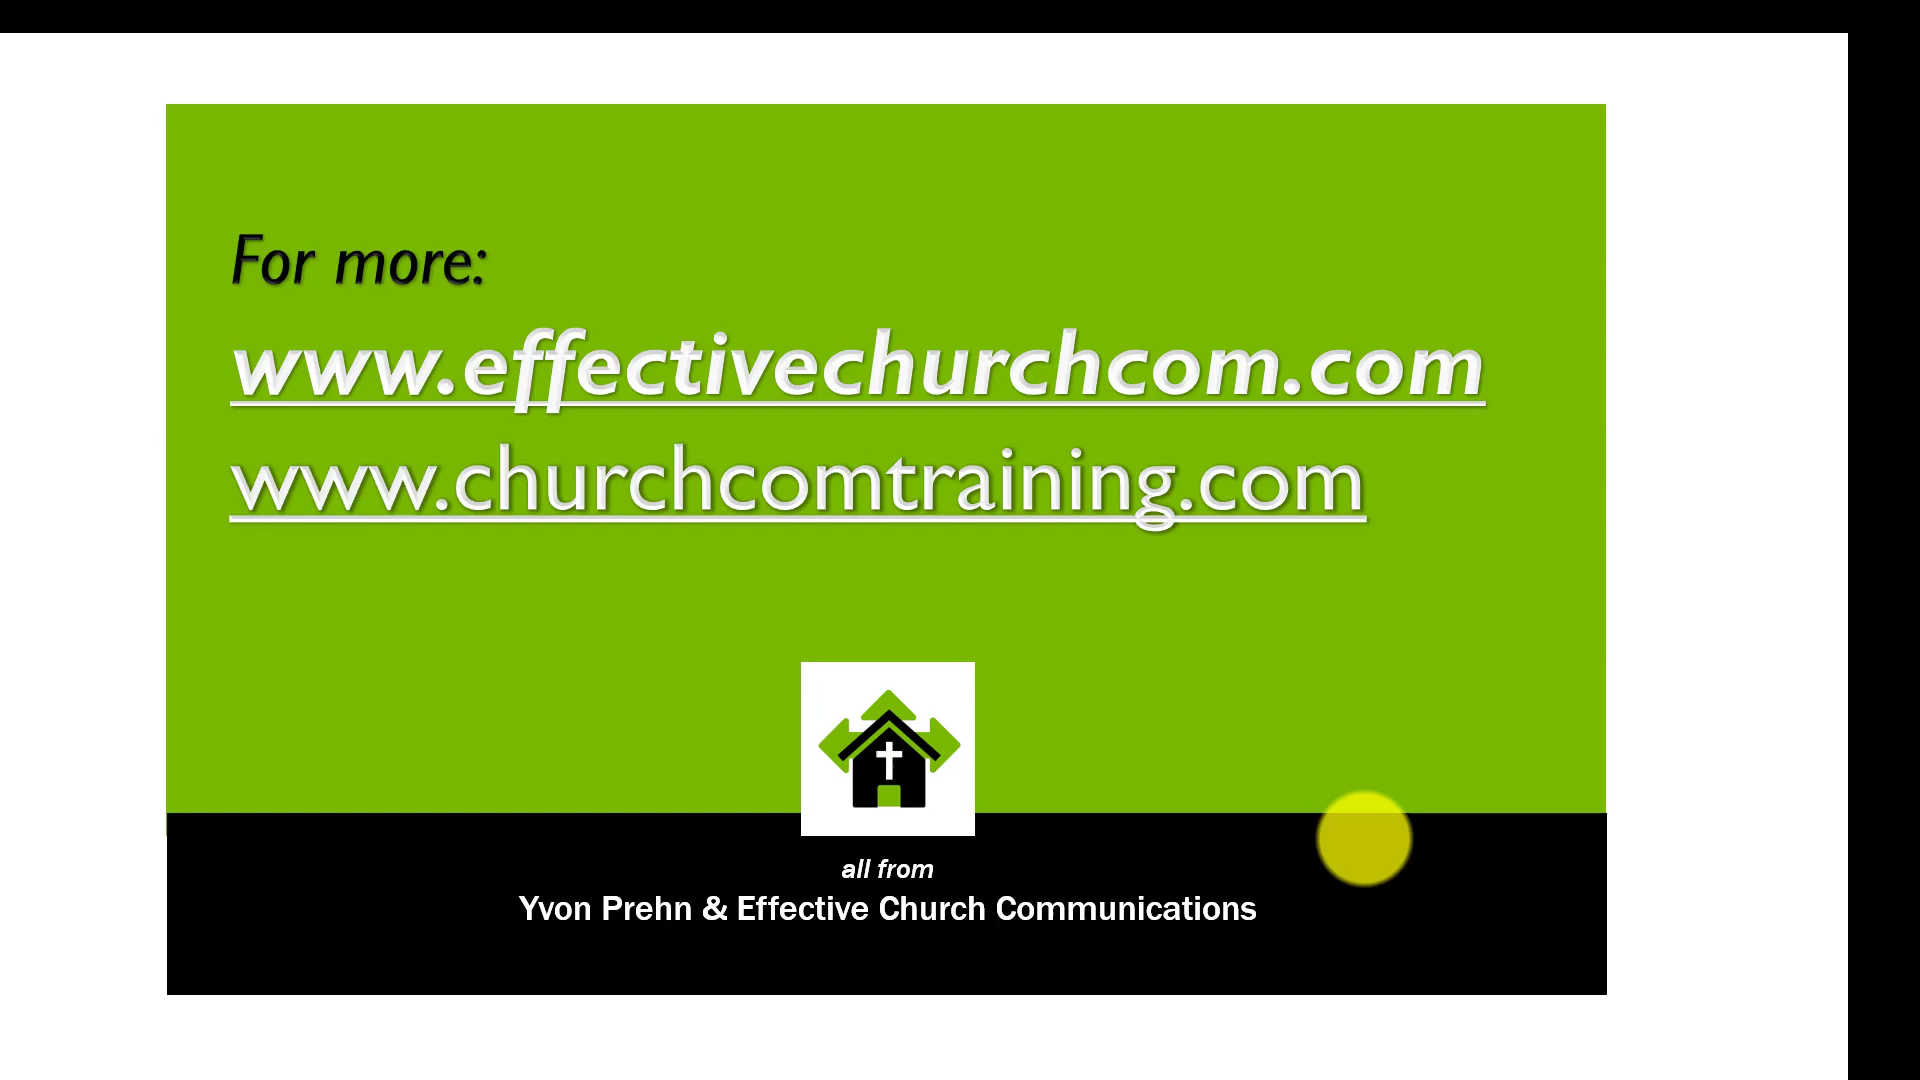 For more:
www.effectivechurchcom.com
www.churchcomtraining.com
all from
Yvon Prehn & Effective Church Communications